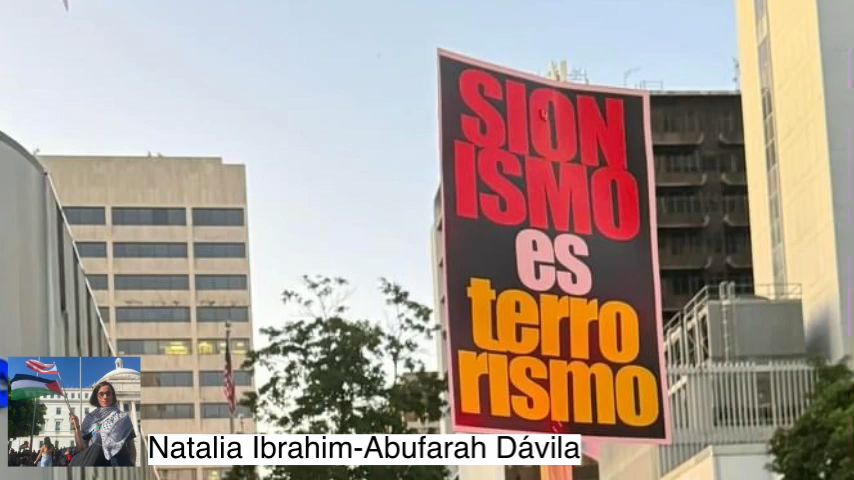 SION
ISMO
es
terro
rismo
Natalia Ibrahim-Abufarah Dávila